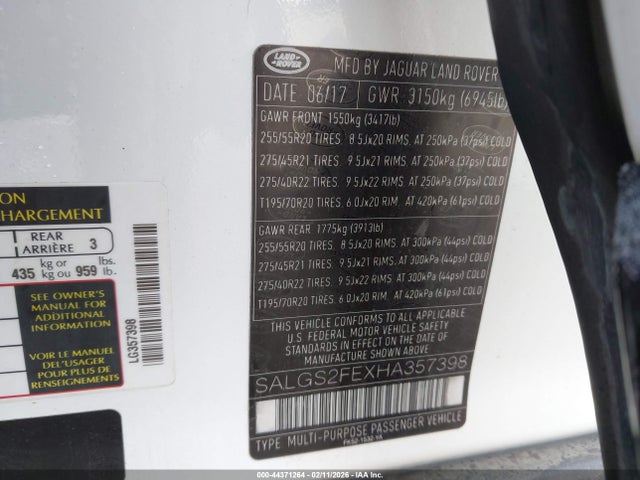 LAND
ROVER
MFD BY JAGUAR LAND ROVER
DATE 06/17 GWR 3150kg (6945lb)
GAWR FRONT 1550kg (3417lb)
255/55R20 TIRES. 8 5Jx20 RIMS. AT 250kPa (37psi) COLD
275/45R21 TIRES. 9 5Jx21 RIMS. AT 250kPa (37psi) COLD
275/40R22 TIRES. 9 5Jx22 RIMS. AT 250kPa (37psi) COLD
T195/70R20 TIRES. 6 0Jx20 RIM. AT 420kPa (61psi) COLD
GAWR REAR 1775kg (3913lb)
255/55R20 TIRES. 8 5Jx20 RIMS. AT 300kPa (44psi) COLD
275/45R21 TIRES. 9 5Jx21 RIMS. AT 300kPa (44psi) COLD
275/40R22 TIRES. 9 5Jx22 RIMS. AT 300kPa (44psi) COLD
T195/70R20 TIRES. 6 0Jx20 RIM. AT 420kPa (61psi) COLD
THIS VEHICLE CONFORMS TO ALL APPLICABLE
U.S. FEDERAL MOTOR VEHICLE SAFETY
STANDARDS IN EFFECT ON THE DATE OF
MANUFACTURE SHOWN ABOVE
SALGS2FEXHA357398
TYPE MULTI-PURPOSE PASSENGER VEHICLE
ION
CHARGEMENT
REAR
ARRIÈRE 3
435 kg or kg ou 959 lbs. lb.
SEE OWNER'S
MANUAL FOR
ADDITIONAL
INFORMATION
VOIR LE MANUEL
DEL'USAGER
POUR PLUS DE
RENSEIGNEMENTS
LG357398
000-44371264 - 02/11/2026 - IAAI Copart